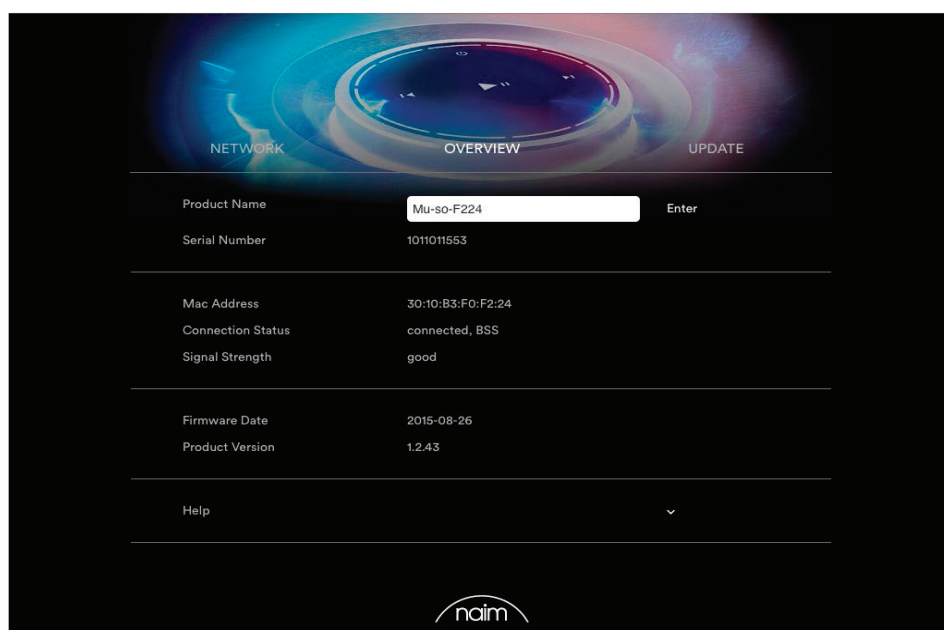 NETWORK OVERVIEW UPDATE
Product Name Mu-so-F224 Enter
Serial Number 1011011553
Mac Address 30:10:B3:F0:F2:24
Connection Status connected, BSS
Signal Strength good
Firmware Date 2015-08-26
Product Version 1.2.43
Help
naim